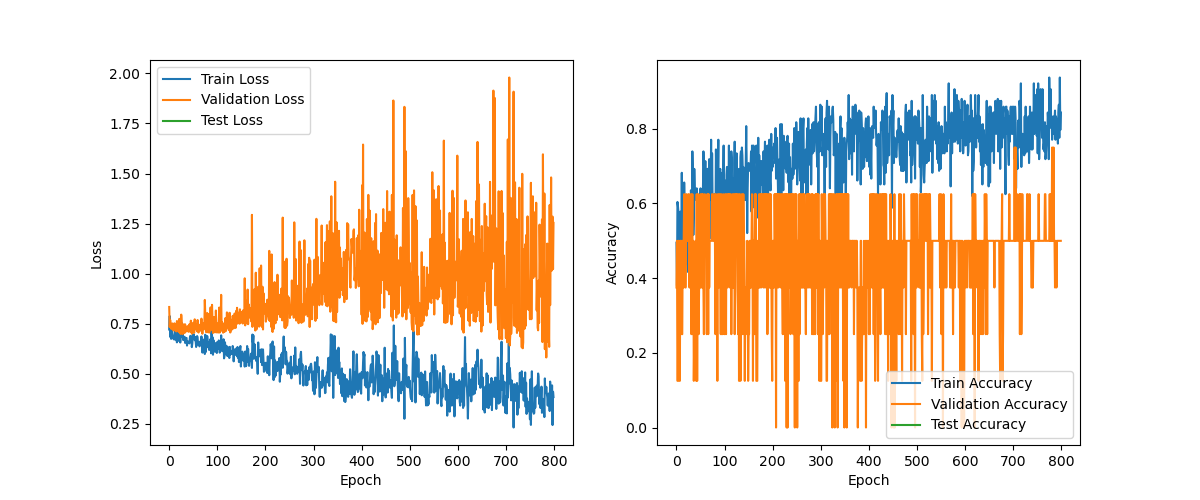 Train Loss
Validation Loss
Test Loss
2.00
1.75
1.50
1.25
1.00
0.75
0.50
0.25
Loss
0 100 200 300 400 500 600 700 800
Epoch
0.8
0.6
0.4
0.2
0.0
Accuracy
Train Accuracy
Validation Accuracy
Test Accuracy
0 100 200 300 400 500 600 700 800
Epoch